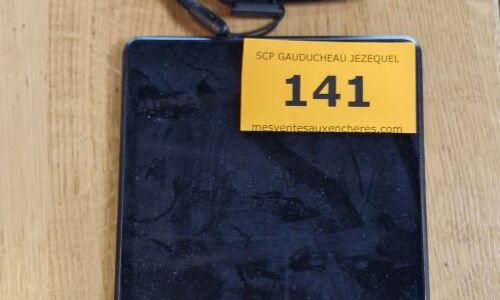 SCP GAUDUCHEAU JEZEQUEL
141
mesventesauxencheres.com